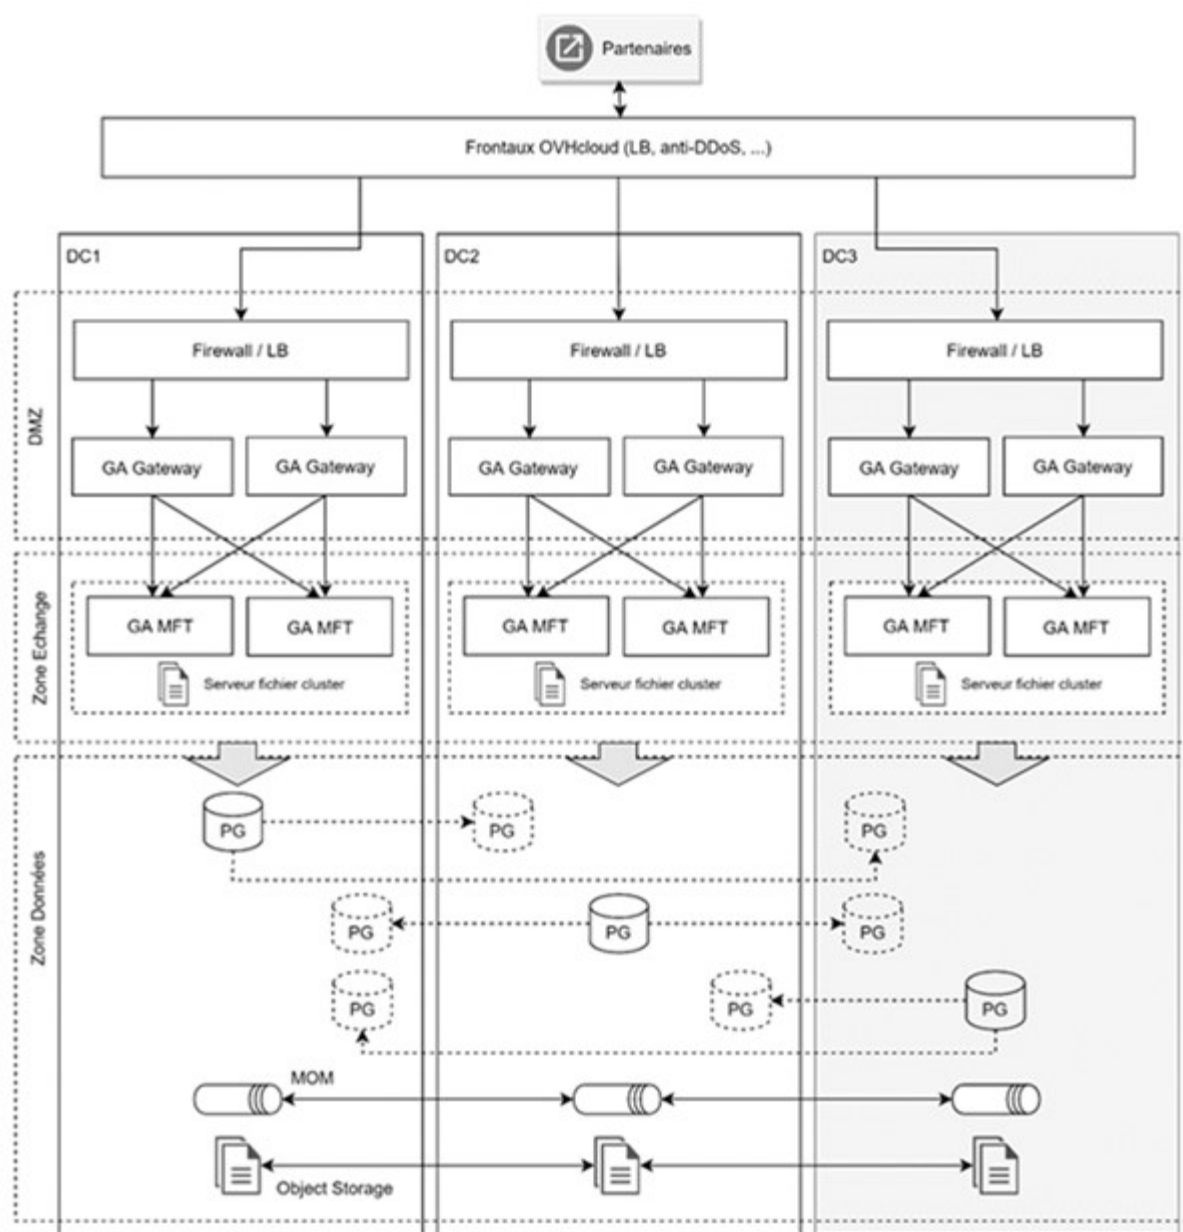 Partenaires
Frontaux OVHcloud (LB, anti-DDoS, ...)
DC1
DC2
DC3
DMZ
Firewall / LB
Firewall / LB
Firewall / LB
GA Gateway
GA Gateway
GA Gateway
GA Gateway
GA Gateway
GA Gateway
Zone Echange
GA MFT
GA MFT
GA MFT
GA MFT
GA MFT
GA MFT
Serveur fichier cluster
Serveur fichier cluster
Serveur fichier cluster
Zone Données
PG
PG
PG
PG
PG
PG
PG
PG
PG
MOM
Object Storage